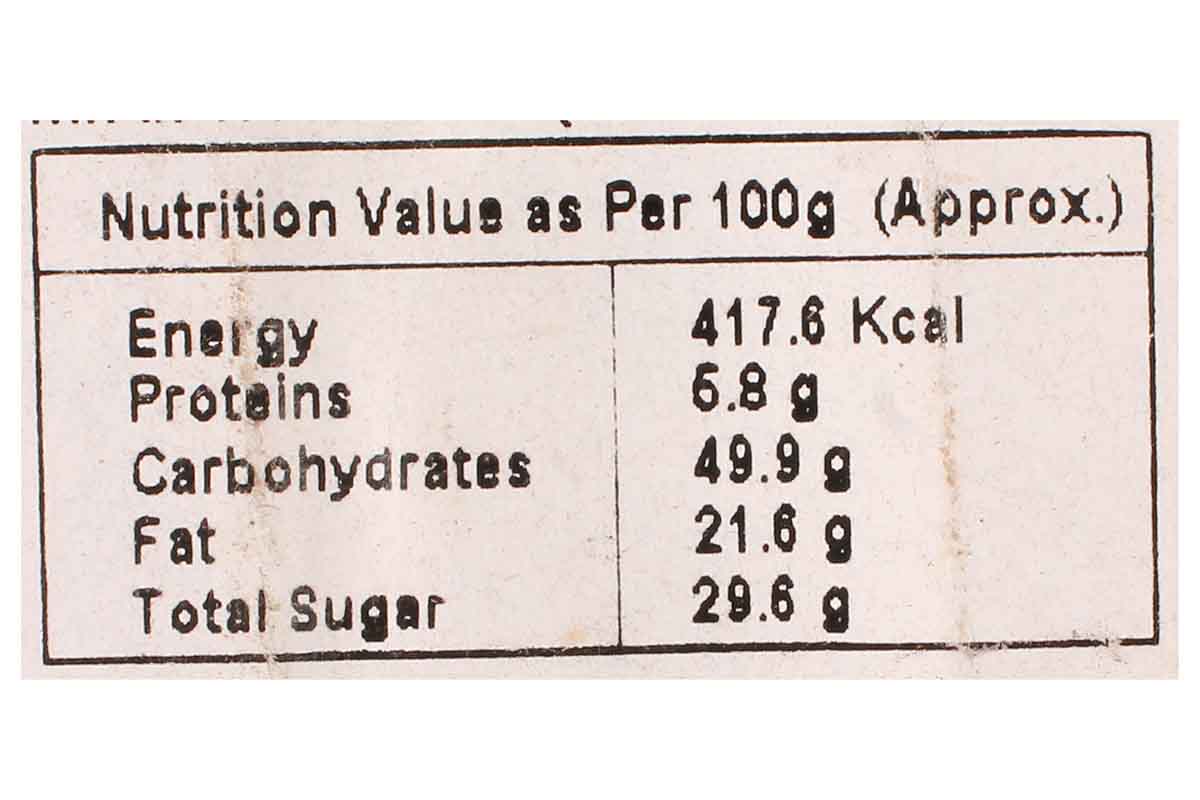 Nutrition Value as Per 100g (Approx.)
Energy 417.6 Kcal
Proteins 5.8 g
Carbohydrates 49.9 g
Fat 21.6 g
Total Sugar 29.6 g